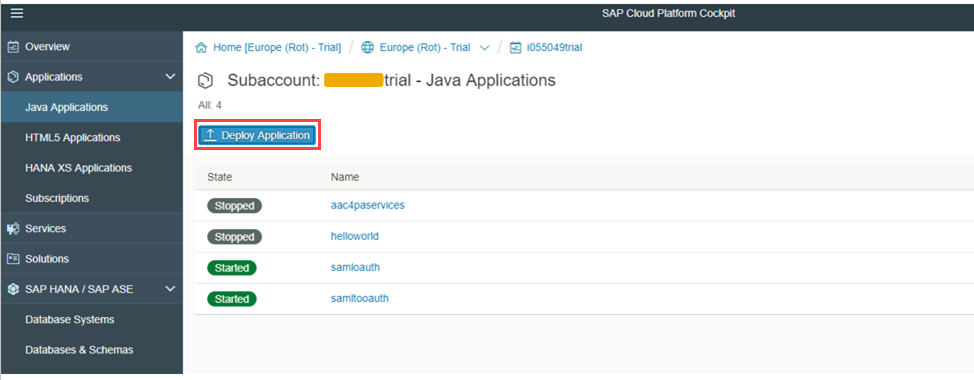 SAP Cloud Platform Cockpit
Overview
Applications
Java Applications
HTML5 Applications
HANA XS Applications
Subscriptions
Services
Solutions
SAP HANA / SAP ASE
Database Systems
Databases & Schemas
Home [Europe (Rot) - Trial] / Europe (Rot) - Trial / i055049trial
Subaccount: trial - Java Applications
All: 4
Deploy Application
State Name
Stopped aac4paservices
Stopped helloworld
Started samloauth
Started samltooauth